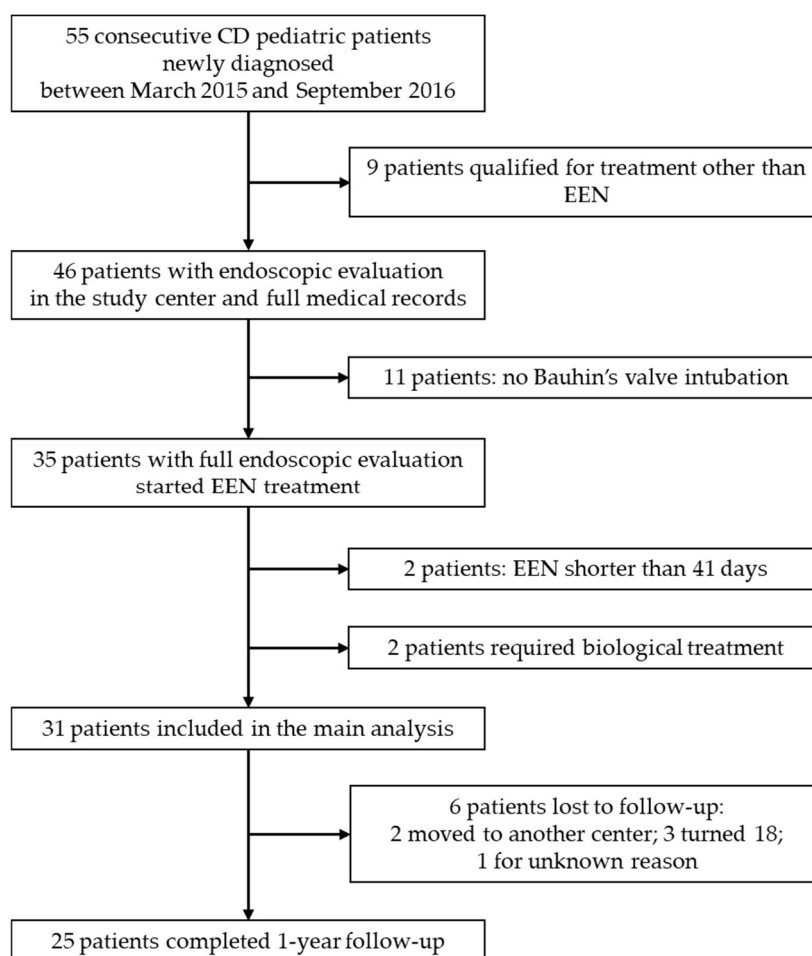 55 consecutive CD pediatric patients
newly diagnosed
between March 2015 and September 2016
9 patients qualified for treatment other than
EEN
46 patients with endoscopic evaluation
in the study center and full medical records
11 patients: no Bauhin's valve intubation
35 patients with full endoscopic evaluation
started EEN treatment
2 patients: EEN shorter than 41 days
2 patients required biological treatment
31 patients included in the main analysis
6 patients lost to follow-up:
2 moved to another center; 3 turned 18;
1 for unknown reason
25 patients completed 1-year follow-up